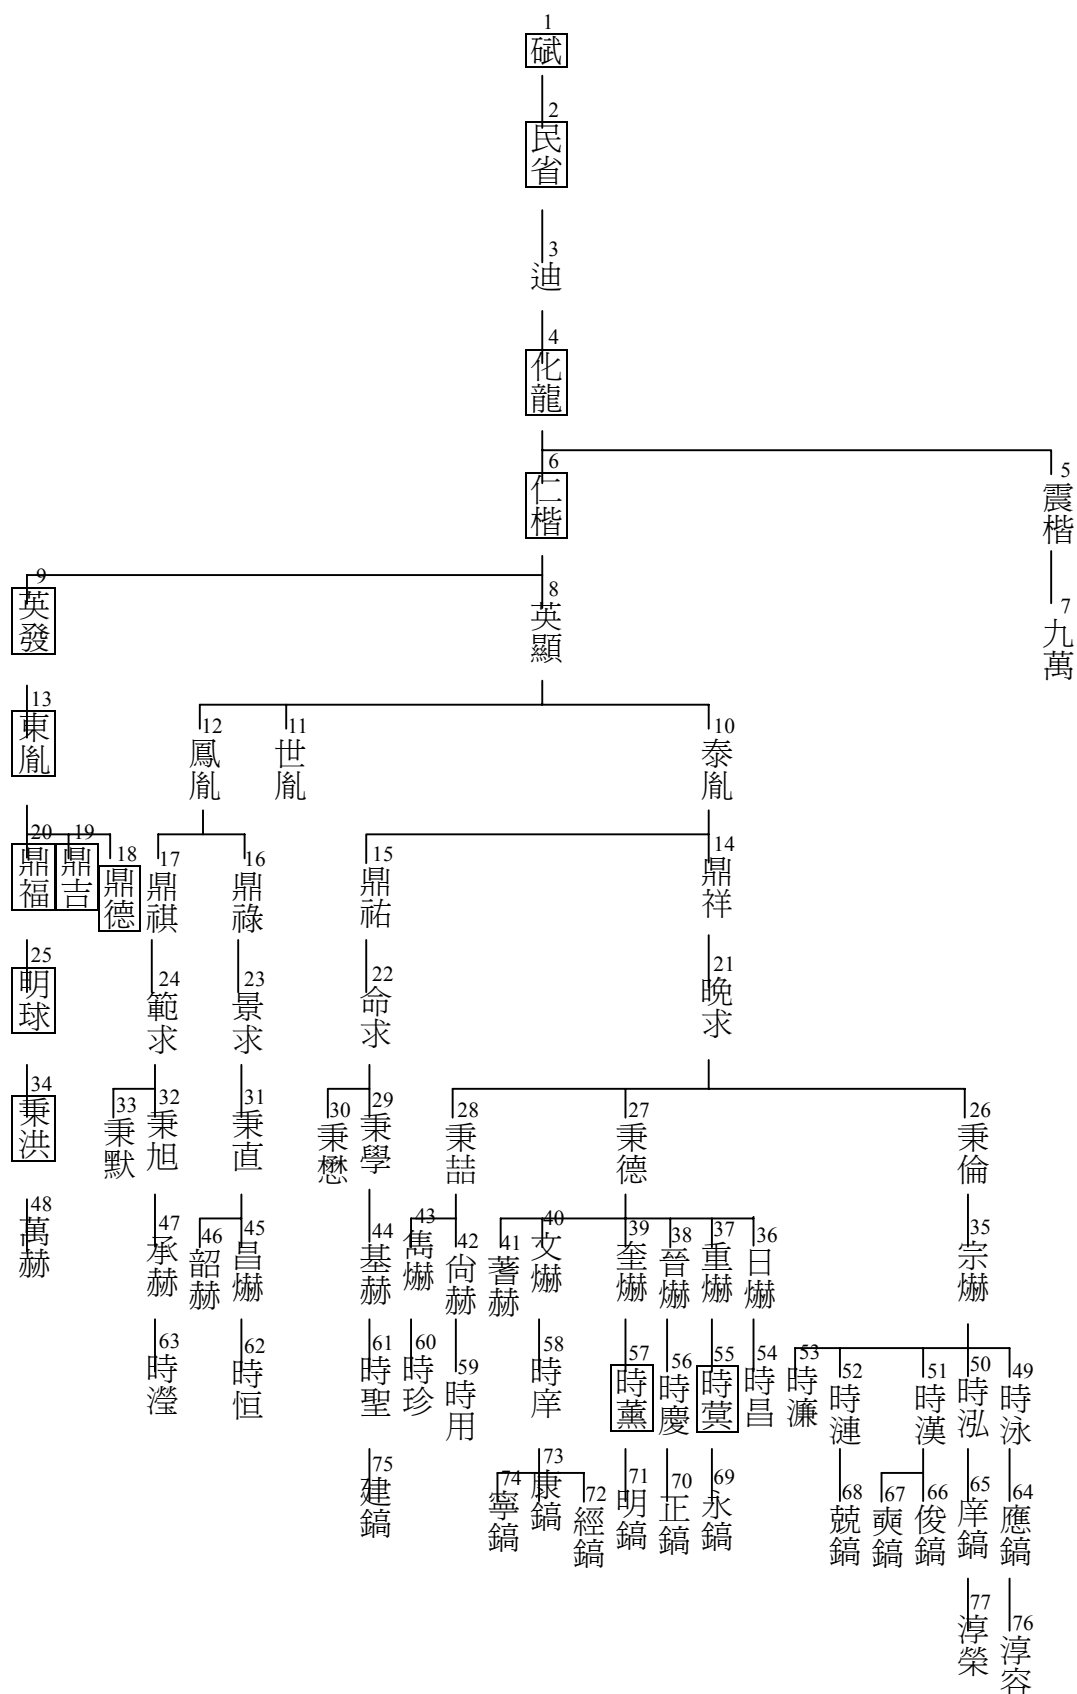 1 碔
2 民省
3 迪
4 化龍
5 震楷
6 仁楷
7 九萬
8 英顯
9 英發
10 泰胤
11 世胤
12 鳳胤
13 東胤
14 鼎祥
15 鼎祐
16 鼎祿
17 鼎祺
18 鼎德
19 鼎吉
20 鼎福
21 晚求
22 命求
23 景求
24 範求
25 明球
26 秉倫
27 秉德
28 秉喆
29 秉學
30 秉懋
31 秉直
32 秉旭
33 秉默
34 秉洪
35 宗爀
36 日爀
37 重爀
38 晉爀
39 奎爀
40 文爀
41 蓍赫
42 尙赫
43 雋爀
44 基赫
45 昌爀
46 韶赫
47 承赫
48 萬赫
49 時泳
50 時泓
51 時漢
52 時漣
53 時濂
54 時昌
55 時蓂
56 時慶
57 時薰
58 時庠
59 時用
60 時珍
61 時聖
62 時恒
63 時瀅
64 應鎬
65 庠鎬
66 俊鎬
67 奭鎬
68 兢鎬
69 永鎬
70 正鎬
71 明鎬
72 經鎬
73 康鎬
74 寧鎬
75 建鎬
76 淳容
77 淳榮